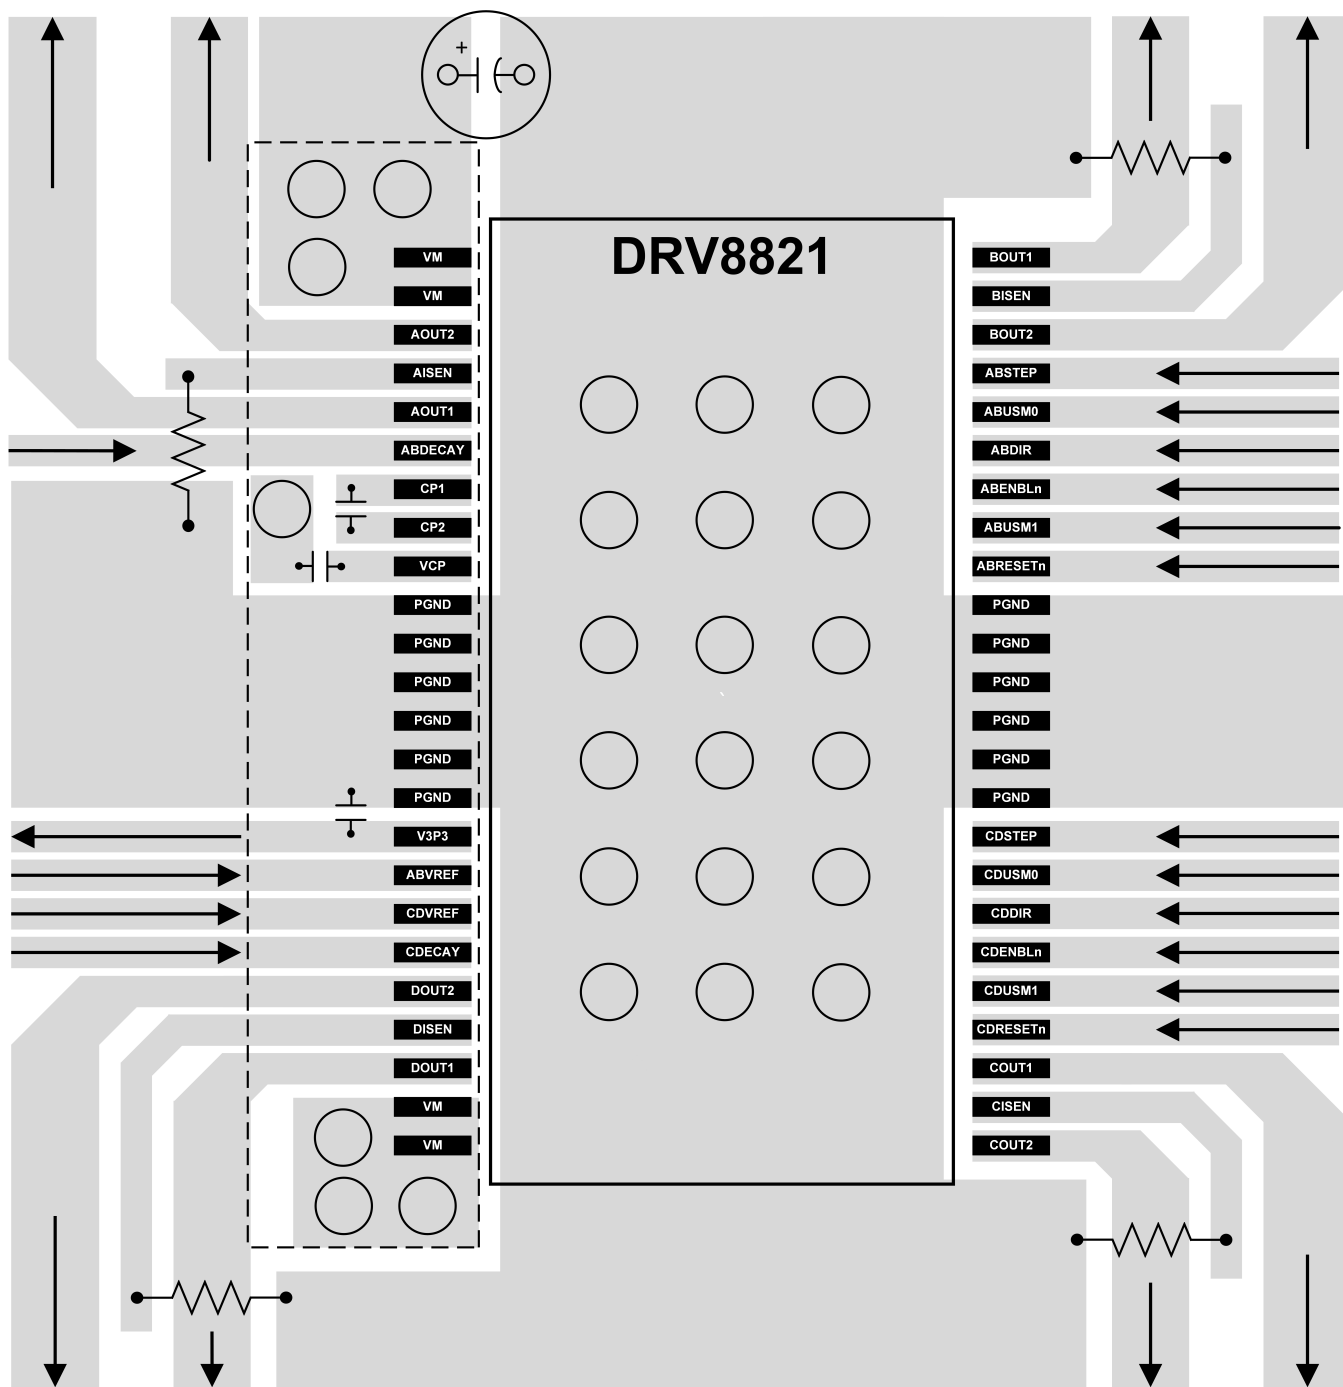 +
DRV8821
VM
VM
AOUT2
AISEN
AOUT1
ABDECAY
CP1
CP2
VCP
PGND
PGND
PGND
PGND
PGND
PGND
V3P3
ABVREF
CDVREF
CDECAY
DOUT2
DISEN
DOUT1
VM
VM
BOUT1
BISEN
BOUT2
ABSTEP
ABUSM0
ABDIR
ABENBLn
ABUSM1
ABRESETn
PGND
PGND
PGND
PGND
PGND
PGND
CDSTEP
CDUSM0
CDDIR
CDENBLn
CDUSM1
CDRESETn
COUT1
CISEN
COUT2